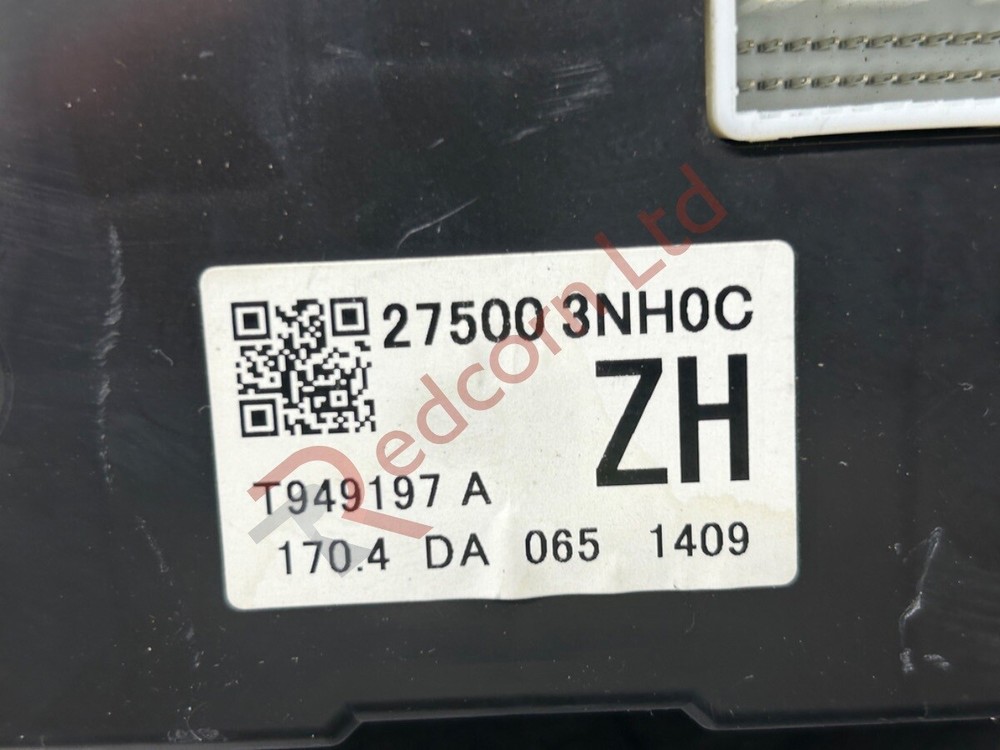 27500 3NH0C
ZH
T949197 A
170.4 DA 065 1409
Redcorn Ltd